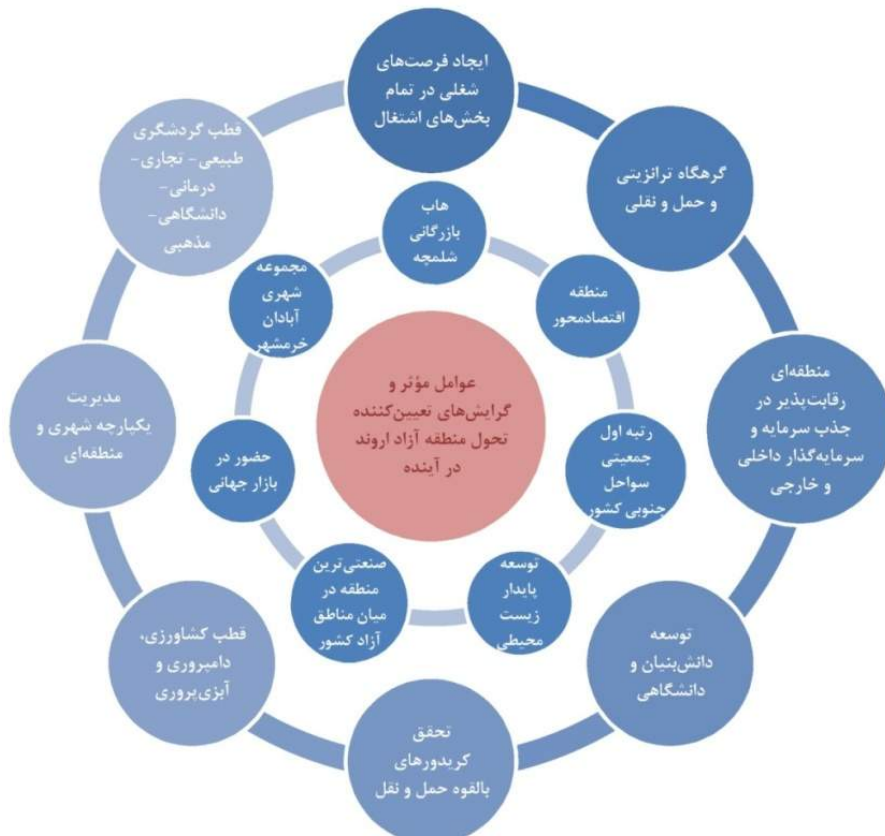 ایجاد فرصت‌های
شغلی در تمام
بخش‌های اشتغال
گرهگاه ترانزیتی
و حمل و نقلی
منطقه‌ای
رقابت‌پذیر در
جذب سرمایه و
سرمایه‌گذار داخلی
و خارجی
توسعه
دانش‌بنیان و
دانشگاهی
تحقق
کریدورهای
بالقوه حمل و نقل
قطب کشاورزی،
دامپروری و
آبزی‌پروری
مدیریت
یکپارچه شهری و
منطقه‌ای
قطب گردشگری
طبیعی- تجاری-
درمانی-
دانشگاهی-
مذهبی
هاب
بازرگانی
شلمچه
منطقه
اقتصادمحور
رتبه اول
جمعیتی
سواحل
جنوبی کشور
توسعه
پایدار
زیست
محیطی
صنعتی‌ترین
منطقه در
میان مناطق
آزاد کشور
حضور در
بازار جهانی
مجموعه
شهری
آبادان
خرمشهر
عوامل مؤثر و
گرایش‌های تعیین‌کننده
تحول منطقه آزاد اروند
در آینده